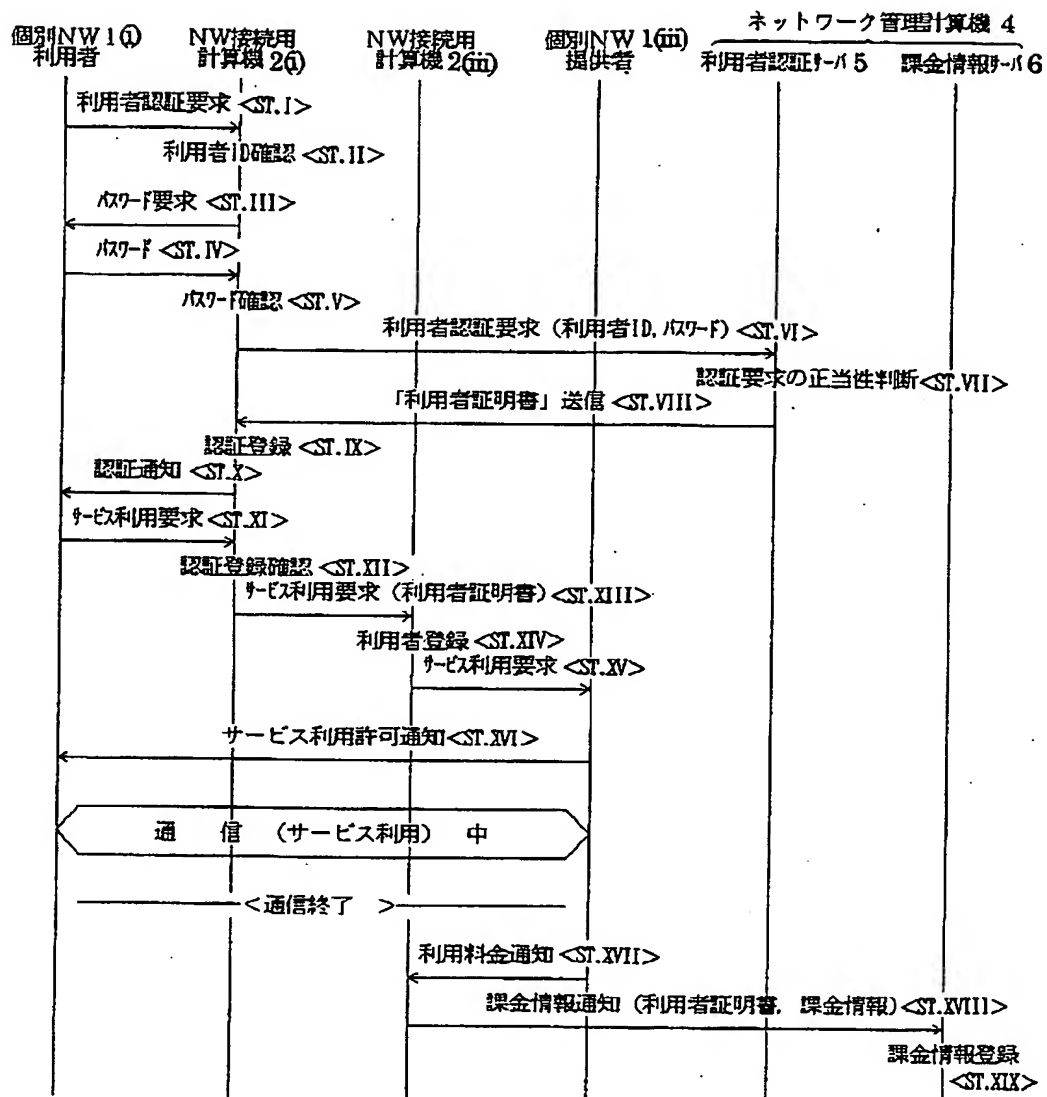 ネットワーク管理計算機 4
個別NW 1(i) NW接続用 NW接続用 個別NW 1(iii)
利用者 計算機 2(i) 計算機 2(iii) 提供者 利用者認証サーバ 5 課金情報サーバ 6
利用者認証要求 <ST.I>
利用者ID確認 <ST.II>
パスワード要求 <ST.III>
パスワード <ST.IV>
パスワード確認 <ST.V>
利用者認証要求 (利用者ID, パスワード) <ST.VI>
認証要求の正当性判断<ST.VII>
「利用者証明書」送信 <ST.VIII>
認証登録 <ST.IX>
認証通知 <ST.X>
サービス利用要求 <ST.XI>
認証登録確認 <ST.XII>
サービス利用要求 (利用者証明書) <ST.XIII>
利用者登録 <ST.XIV>
サービス利用要求 <ST.XV>
サービス利用許可通知<ST.XVI>
通 信 (サービス利用) 中
<通信終了 >
利用料金通知 <ST.XVII>
課金情報通知 (利用者証明書, 課金情報) <ST.XVIII>
課金情報登録
<ST.XIX>